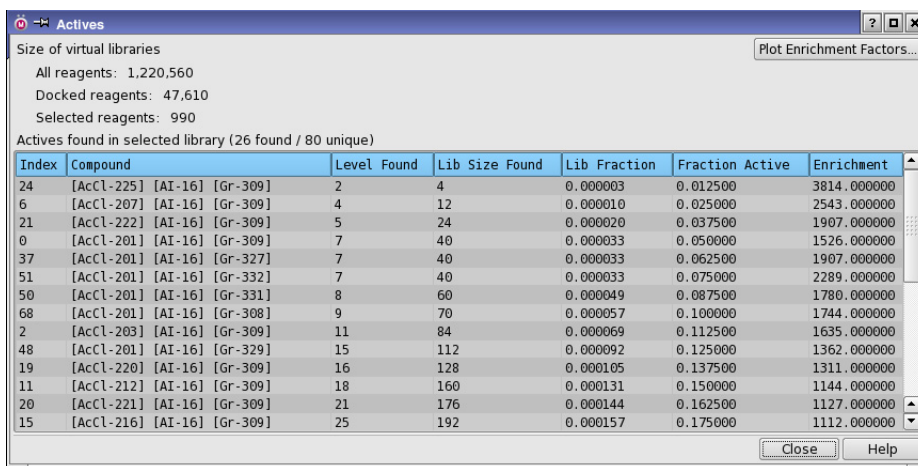 Actives
Size of virtual libraries Plot Enrichment Factors...
All reagents: 1,220,560
Docked reagents: 47,610
Selected reagents: 990
Actives found in selected library (26 found / 80 unique)
Index Compound Level Found Lib Size Found Lib Fraction Fraction Active Enrichment
24 [AcCl-225] [AI-16] [Gr-309] 2 4 0.000003 0.012500 3814.000000
6 [AcCl-207] [AI-16] [Gr-309] 4 12 0.000010 0.025000 2543.000000
21 [AcCl-222] [AI-16] [Gr-309] 5 24 0.000020 0.037500 1907.000000
0 [AcCl-201] [AI-16] [Gr-309] 7 40 0.000033 0.050000 1526.000000
37 [AcCl-201] [AI-16] [Gr-327] 7 40 0.000033 0.062500 1907.000000
51 [AcCl-201] [AI-16] [Gr-332] 7 40 0.000033 0.075000 2289.000000
50 [AcCl-201] [AI-16] [Gr-331] 8 60 0.000049 0.087500 1780.000000
68 [AcCl-201] [AI-16] [Gr-308] 9 70 0.000057 0.100000 1744.000000
2 [AcCl-203] [AI-16] [Gr-309] 11 84 0.000069 0.112500 1635.000000
48 [AcCl-201] [AI-16] [Gr-329] 15 112 0.000092 0.125000 1362.000000
19 [AcCl-220] [AI-16] [Gr-309] 16 128 0.000105 0.137500 1311.000000
11 [AcCl-212] [AI-16] [Gr-309] 18 160 0.000131 0.150000 1144.000000
20 [AcCl-221] [AI-16] [Gr-309] 21 176 0.000144 0.162500 1127.000000
15 [AcCl-216] [AI-16] [Gr-309] 25 192 0.000157 0.175000 1112.000000
Close Help